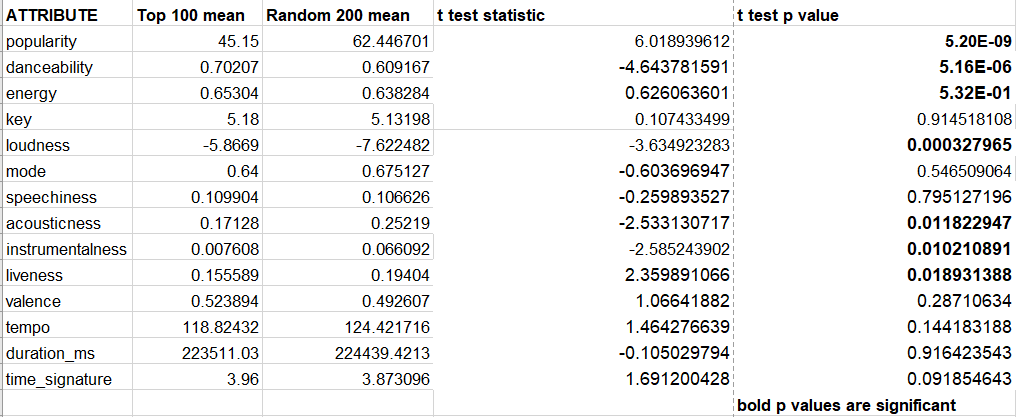 ATTRIBUTE Top 100 mean Random 200 mean t test statistic t test p value
popularity 45.15 62.446701 6.018939612 5.20E-09
danceability 0.70207 0.609167 -4.643781591 5.16E-06
energy 0.65304 0.638284 0.626063601 5.32E-01
key 5.18 5.13198 0.107433499 0.914518108
loudness -5.8669 -7.622482 -3.634923283 0.000327965
mode 0.64 0.675127 -0.603696947 0.546509064
speechiness 0.109904 0.106626 -0.259893527 0.795127196
acousticness 0.17128 0.25219 -2.533130717 0.011822947
instrumentalness 0.007608 0.066092 -2.585243902 0.010210891
liveness 0.155589 0.19404 2.359891066 0.018931388
valence 0.523894 0.492607 1.06641882 0.28710634
tempo 118.82432 124.421716 1.464276639 0.144183188
duration_ms 223511.03 224439.4213 -0.105029794 0.916423543
time_signature 3.96 3.873096 1.691200428 0.091854643
bold p values are significant